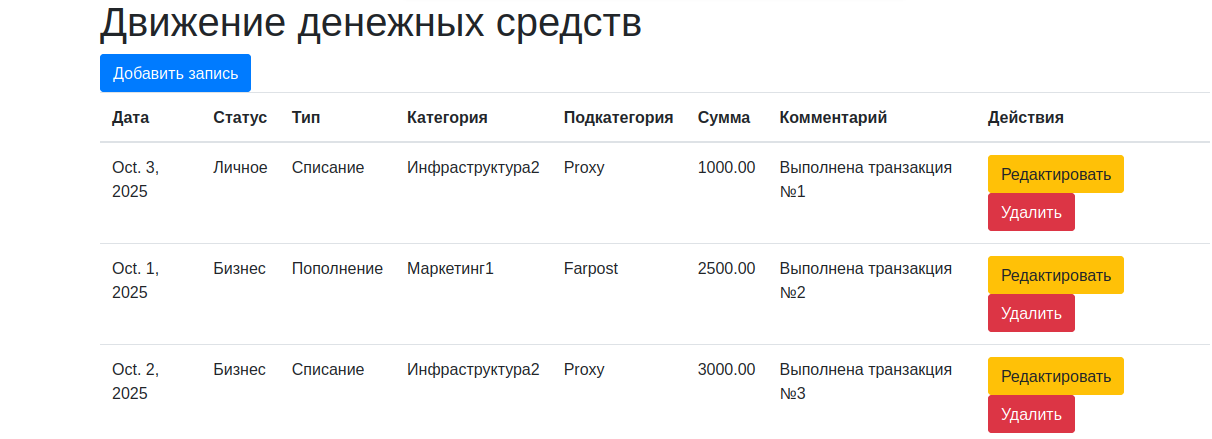 Движение денежных средств
Добавить запись
Дата Статус Тип Категория Подкатегория Сумма Комментарий Действия
Oct. 3, Личное Списание Инфраструктура2 Proxy 1000.00 Выполнена транзакция Редактировать
2025 №1
Удалить
Oct. 1, Бизнес Пополнение Маркетинг1 Farpost 2500.00 Выполнена транзакция Редактировать
2025 №2
Удалить
Oct. 2, Бизнес Списание Инфраструктура2 Proxy 3000.00 Выполнена транзакция Редактировать
2025 №3
Удалить